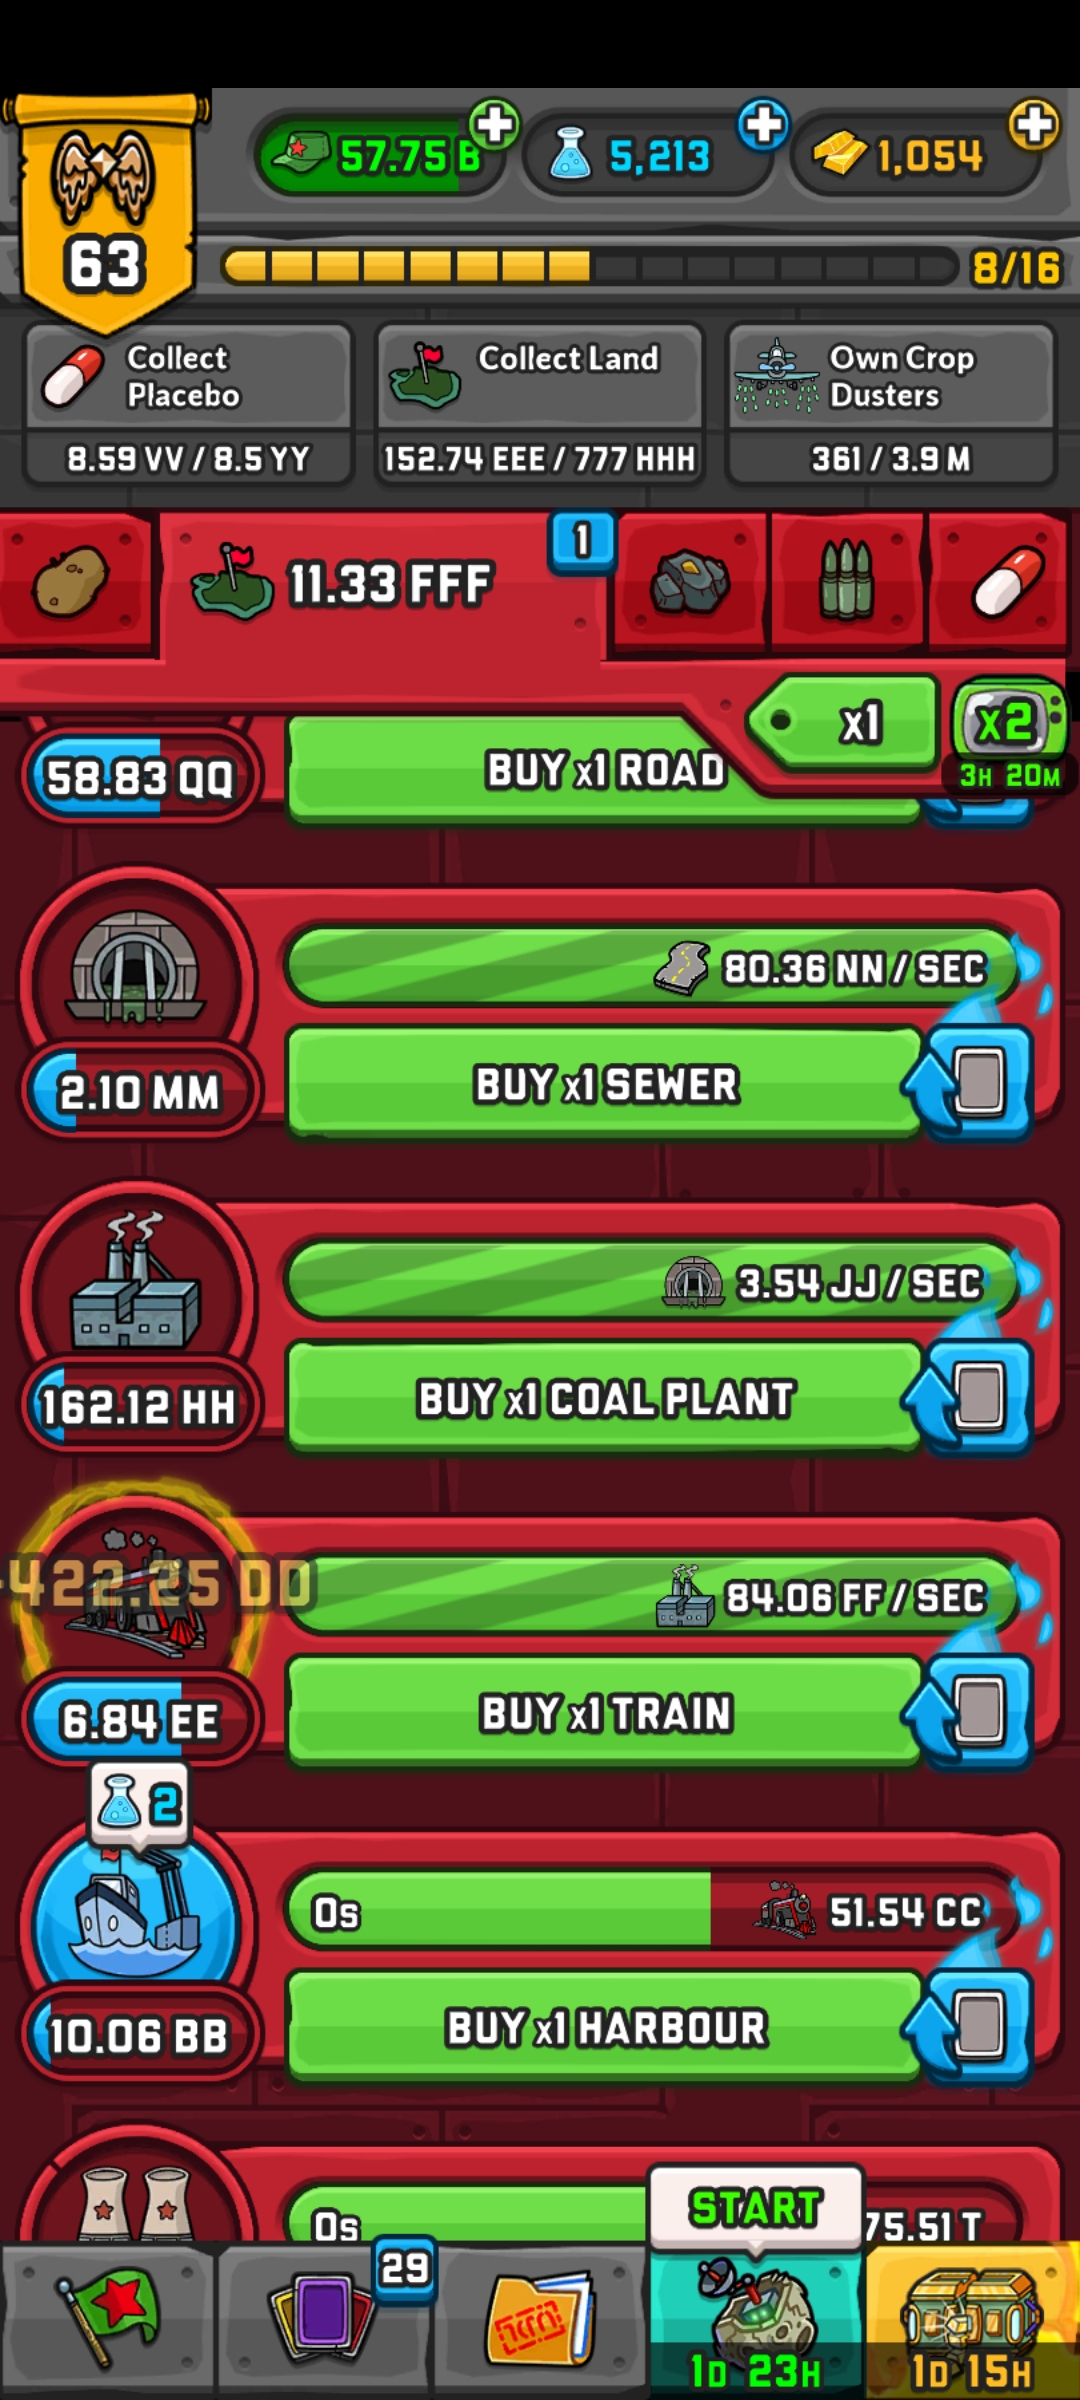 57.75 B
5,213
1,054
63
8/16
Collect
Placebo
Collect Land
Own Crop
Dusters
8.59 VV / 8.5 YY
152.74 EEE / 777 HHH
361 / 3.9 M
1
11.33 FFF
x1
x2
3H 20M
58.83 QQ
BUY x1 ROAD
80.36 NN / SEC
2.10 MM
BUY x1 SEWER
3.54 JJ / SEC
162.12 HH
BUY x1 COAL PLANT
-422.25 DD
84.06 FF / SEC
6.84 EE
BUY x1 TRAIN
2
0s
51.54 CC
10.06 BB
BUY x1 HARBOUR
0s
75.51 T
START
29
1D 23H
1D 15H